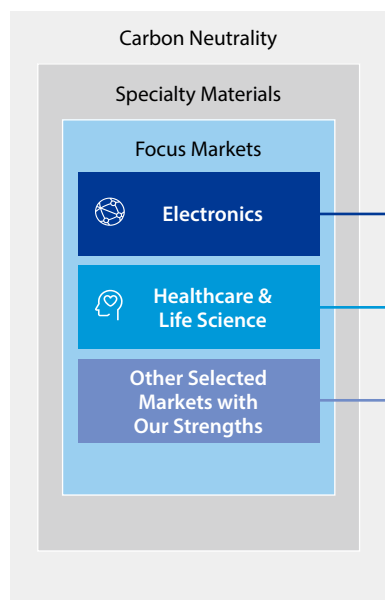 Carbon Neutrality
Specialty Materials
Focus Markets
Electronics
Healthcare &
Life Science
Other Selected
Markets with
Our Strengths